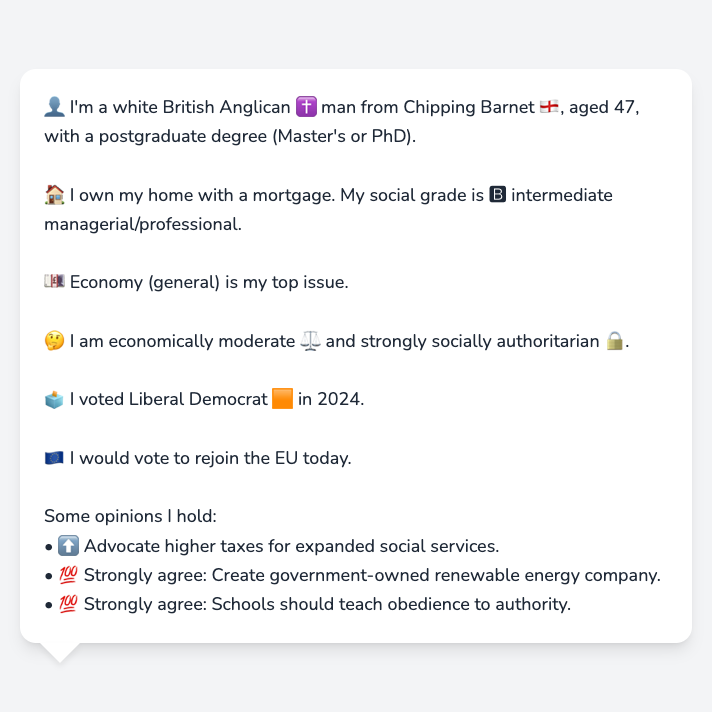 👤 I'm a white British Anglican ✝️ man from Chipping Barnet 🏴󠁧󠁢󠁥󠁮󠁧󠁿, aged 47,
with a postgraduate degree (Master's or PhD).
🏠 I own my home with a mortgage. My social grade is 🅱 intermediate
managerial/professional.
💷 Economy (general) is my top issue.
🤔 I am economically moderate ⚖️ and strongly socially authoritarian 🔒.
🗳️ I voted Liberal Democrat 🟧 in 2024.
🇪🇺 I would vote to rejoin the EU today.
Some opinions I hold:
• ⬆️ Advocate higher taxes for expanded social services.
• 💯 Strongly agree: Create government-owned renewable energy company.
• 💯 Strongly agree: Schools should teach obedience to authority.